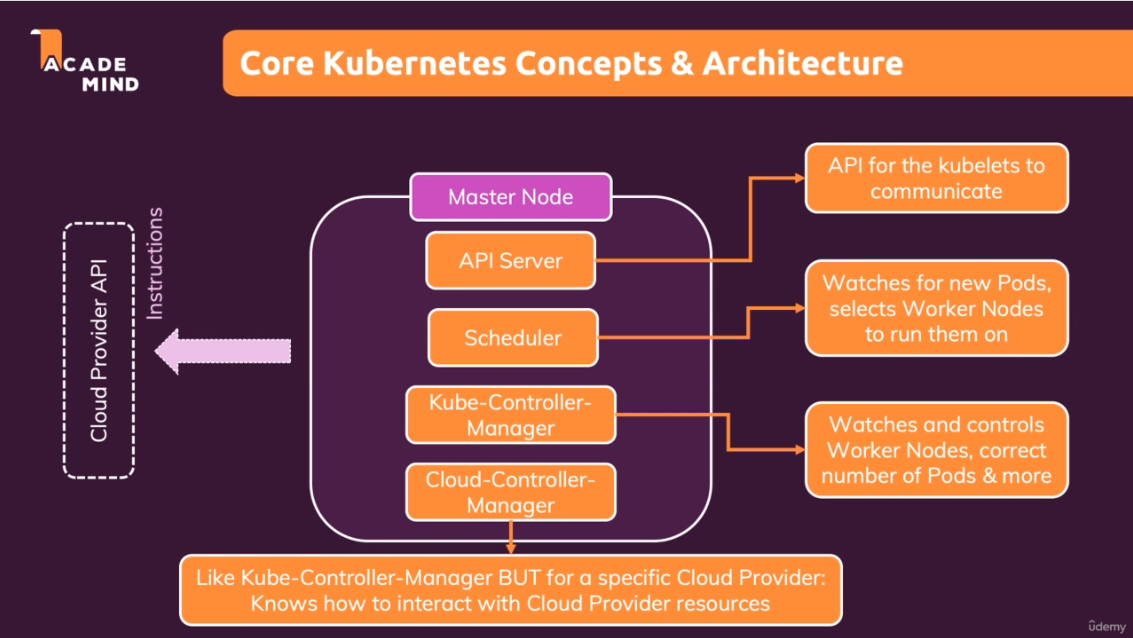 ACADE
MIND
Core Kubernetes Concepts & Architecture
Cloud Provider API
Instructions
Master Node
API Server
Scheduler
Kube-Controller-
Manager
Cloud-Controller-
Manager
API for the kubelets to
communicate
Watches for new Pods,
selects Worker Nodes
to run them on
Watches and controls
Worker Nodes, correct
number of Pods & more
Like Kube-Controller-Manager BUT for a specific Cloud Provider:
Knows how to interact with Cloud Provider resources
ûdemy